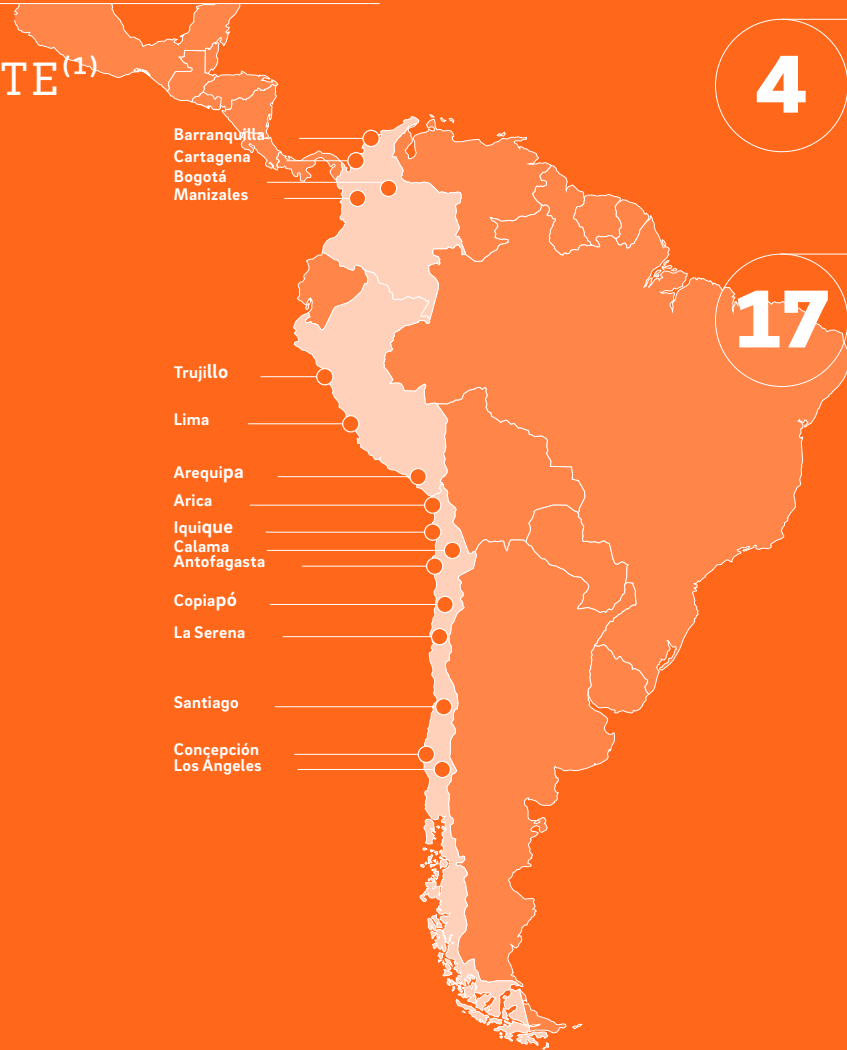 TE(1)
4
Barranquilla
Cartagena
Bogotá
Manizales
17
Trujillo
Lima
Arequipa
Arica
Iquique
Calama
Antofagasta
Copiapó
La Serena
Santiago
Concepción
Los Ángeles